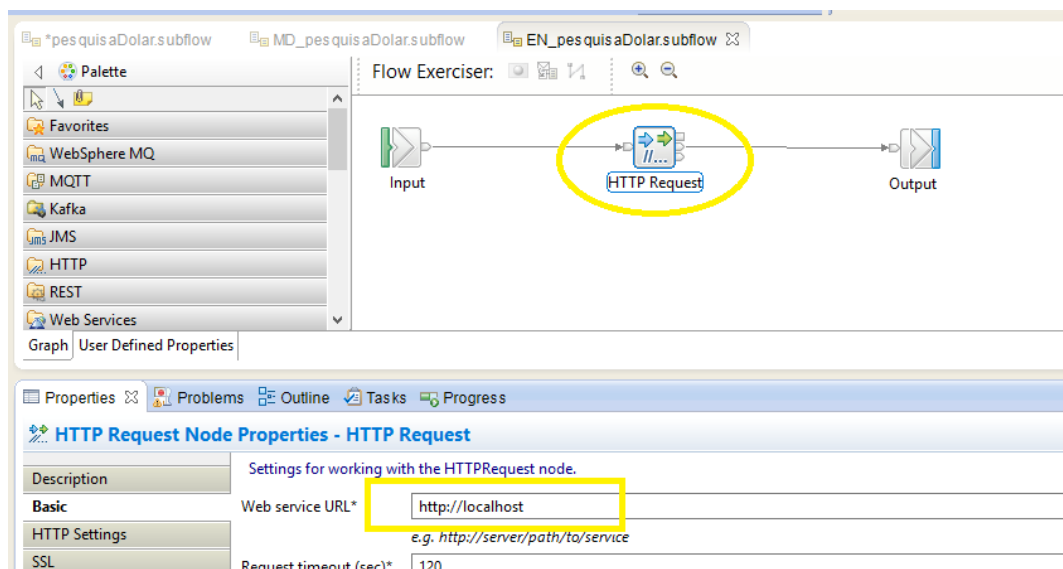 *pesquisaDolar.subflow MD_pesquisaDolar.subflow EN_pesquisaDolar.subflow
Palette Flow Exerciser:
Favorites
WebSphere MQ
MQTT
Kafka
JMS
HTTP
REST
Web Services
Input HTTP Request Output
Graph User Defined Properties
Properties Problems Outline Tasks Progress
HTTP Request Node Properties - HTTP Request
Description
Basic
HTTP Settings
SSL
Settings for working with the HTTPRequest node.
Web service URL* http://localhost
e.g. http://server/path/to/service
Request timeout (sec)* 120